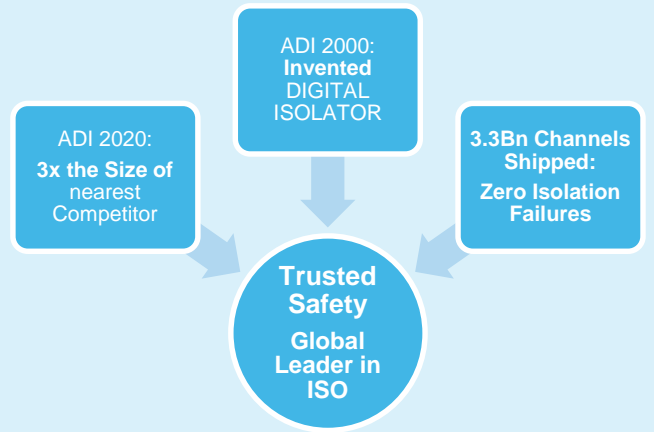 ADI 2000:
Invented
DIGITAL
ISOLATOR
ADI 2020:
3x the Size of
nearest
Competitor
3.3Bn Channels
Shipped:
Zero Isolation
Failures
Trusted
Safety
Global
Leader in
ISO